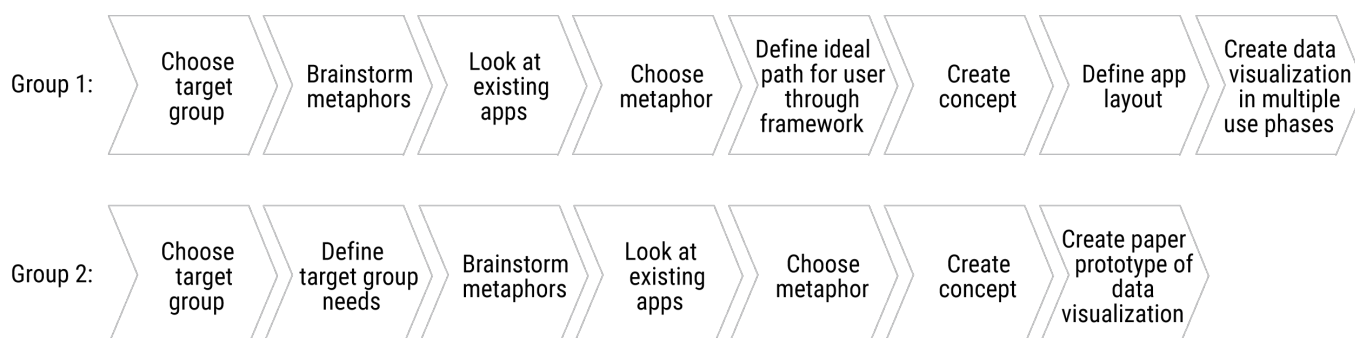 Group 1:
Choose
target
group
Brainstorm
metaphors
Look at
existing
apps
Choose
metaphor
Define ideal
path for user
through
framework
Create
concept
Define app
layout
Create data
visualization
in multiple
use phases
Group 2:
Choose
target
group
Define
target group
needs
Brainstorm
metaphors
Look at
existing
apps
Choose
metaphor
Create
concept
Create paper
prototype of
data
visualization